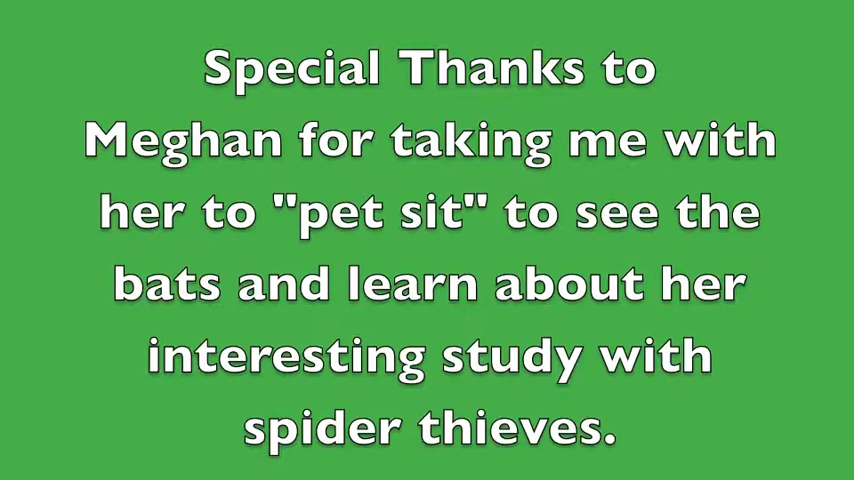 Special Thanks to
Meghan for taking me with
her to "pet sit" to see the
bats and learn about her
interesting study with
spider thieves.